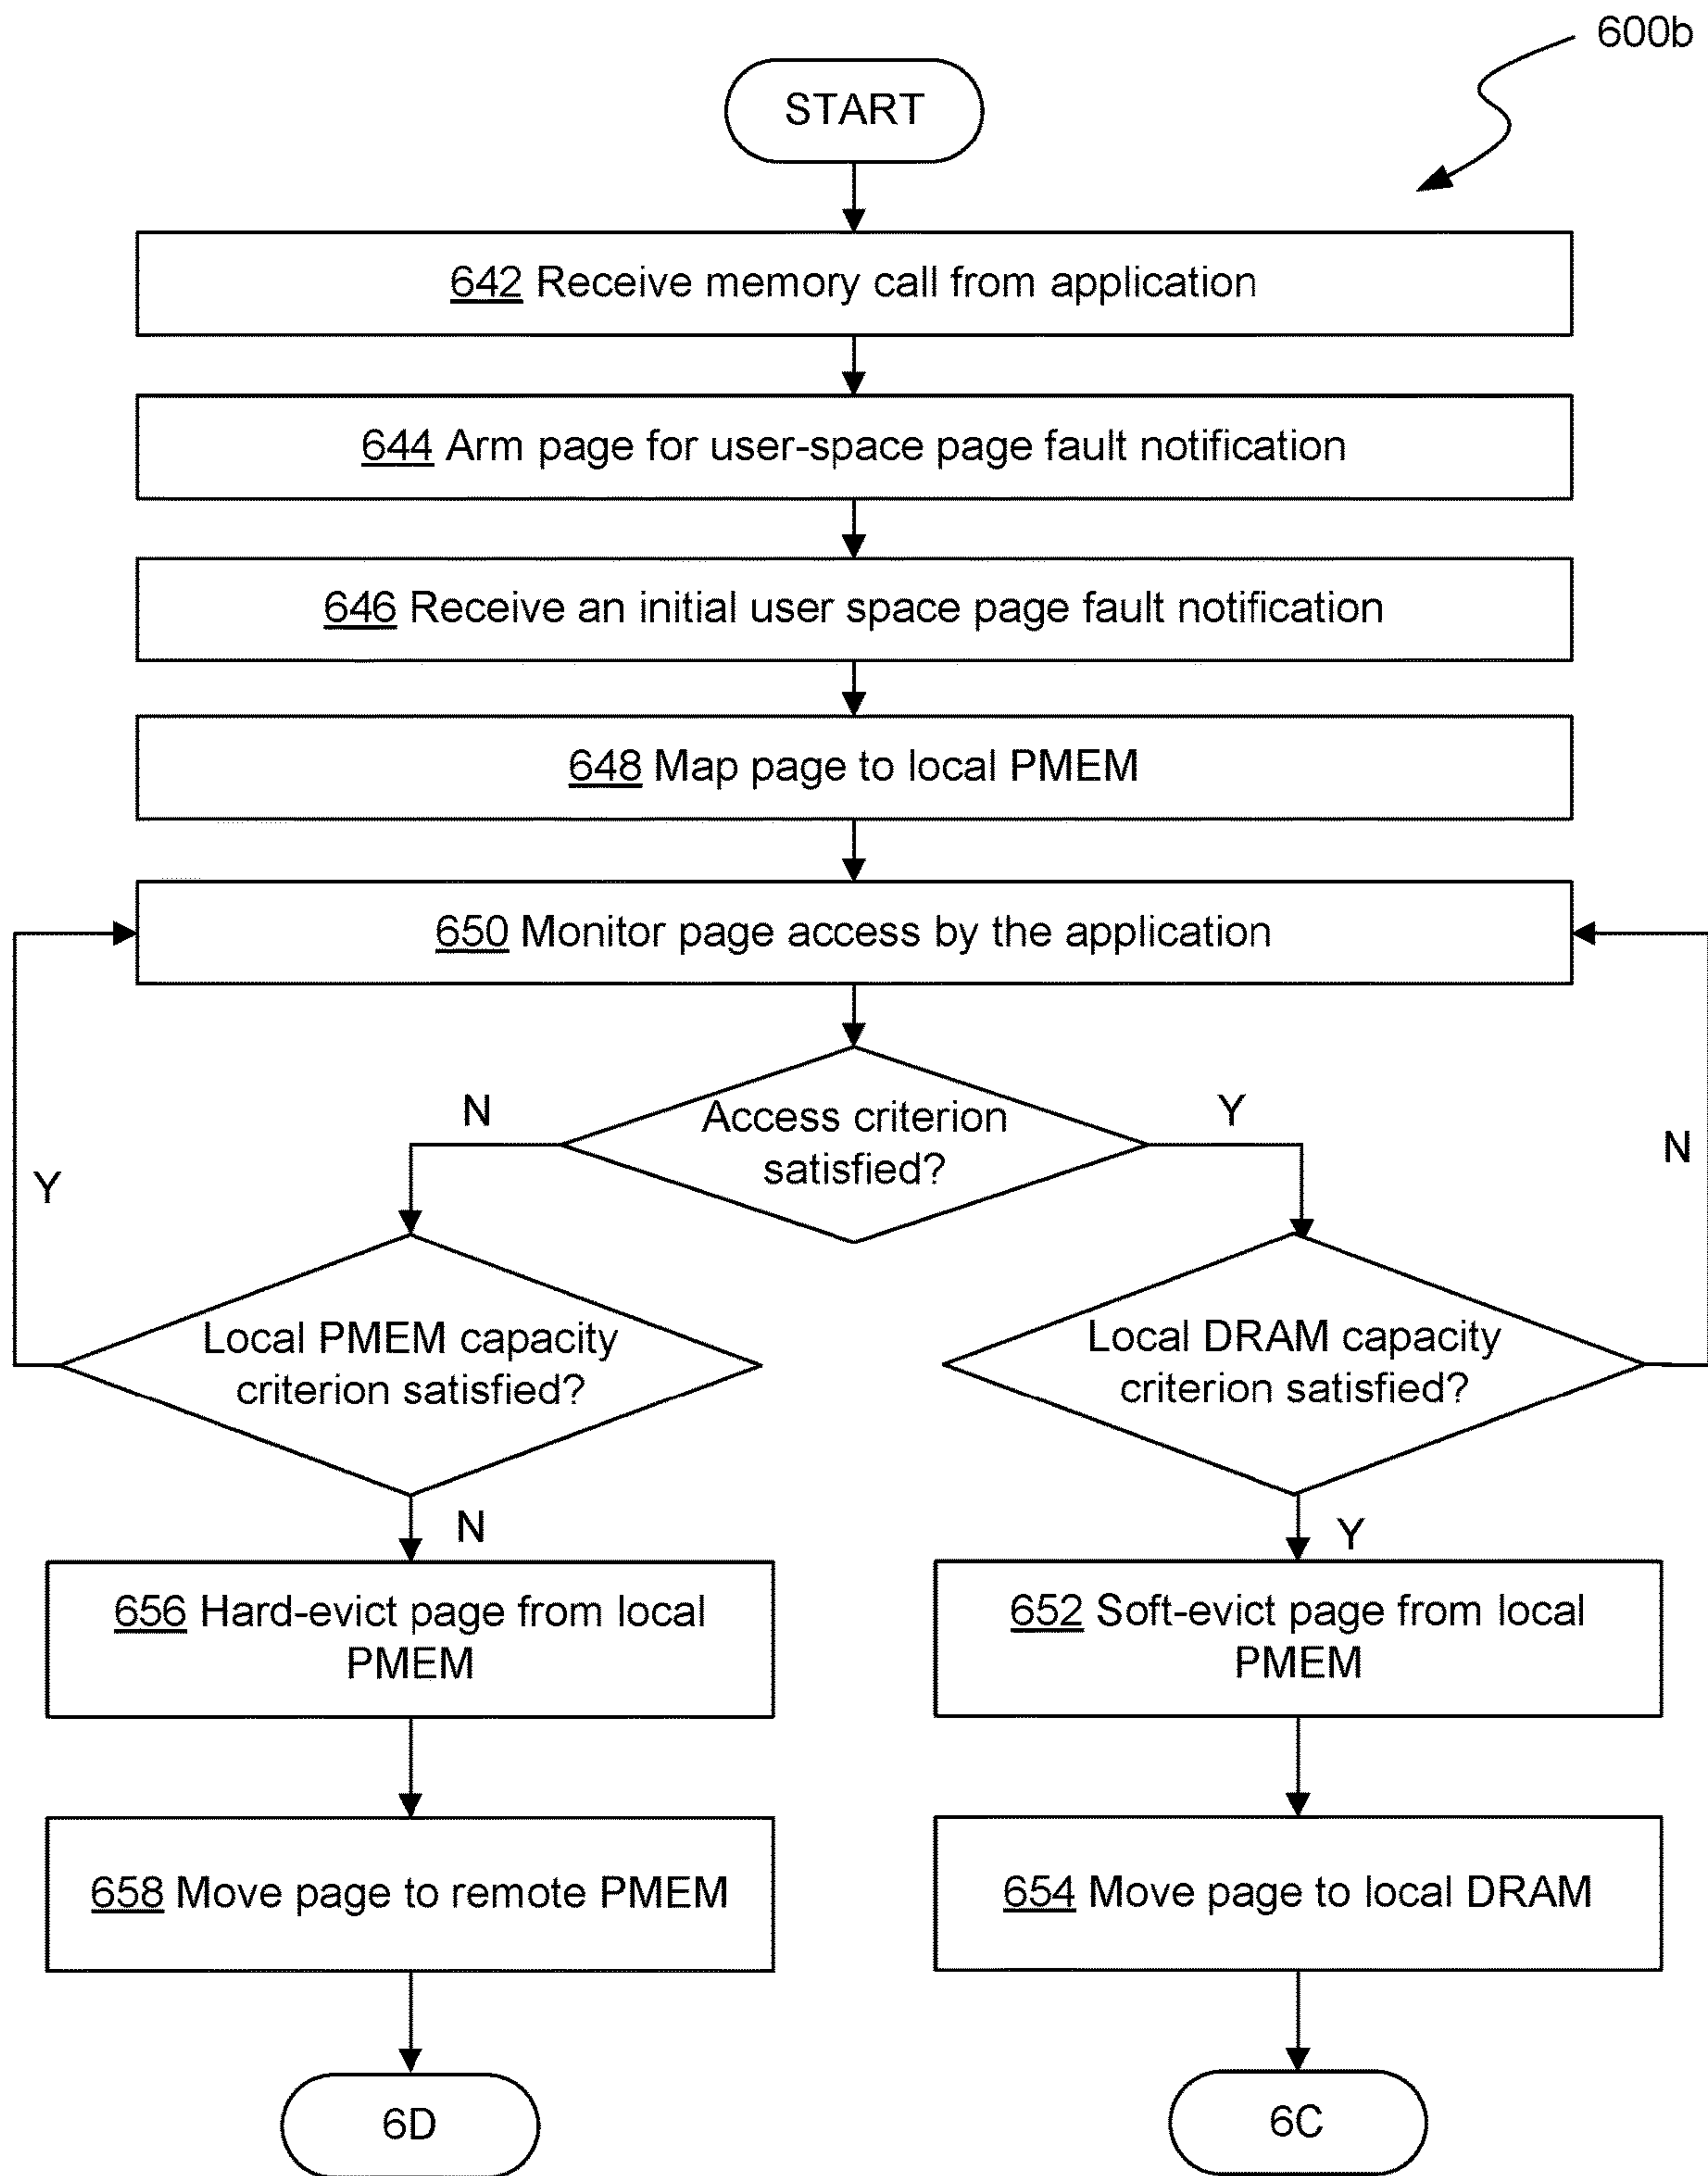 600b
START
642 Receive memory call from application
644 Arm page for user-space page fault notification
646 Receive an initial user space page fault notification
648 Map page to local PMEM
650 Monitor page access by the application
N
Access criterion
satisfied?
Y
N
Y
Local PMEM capacity
criterion satisfied?
Local DRAM capacity
criterion satisfied?
N
Y
656 Hard-evict page from local
PMEM
652 Soft-evict page from local
PMEM
658 Move page to remote PMEM
654 Move page to local DRAM
6D
6C